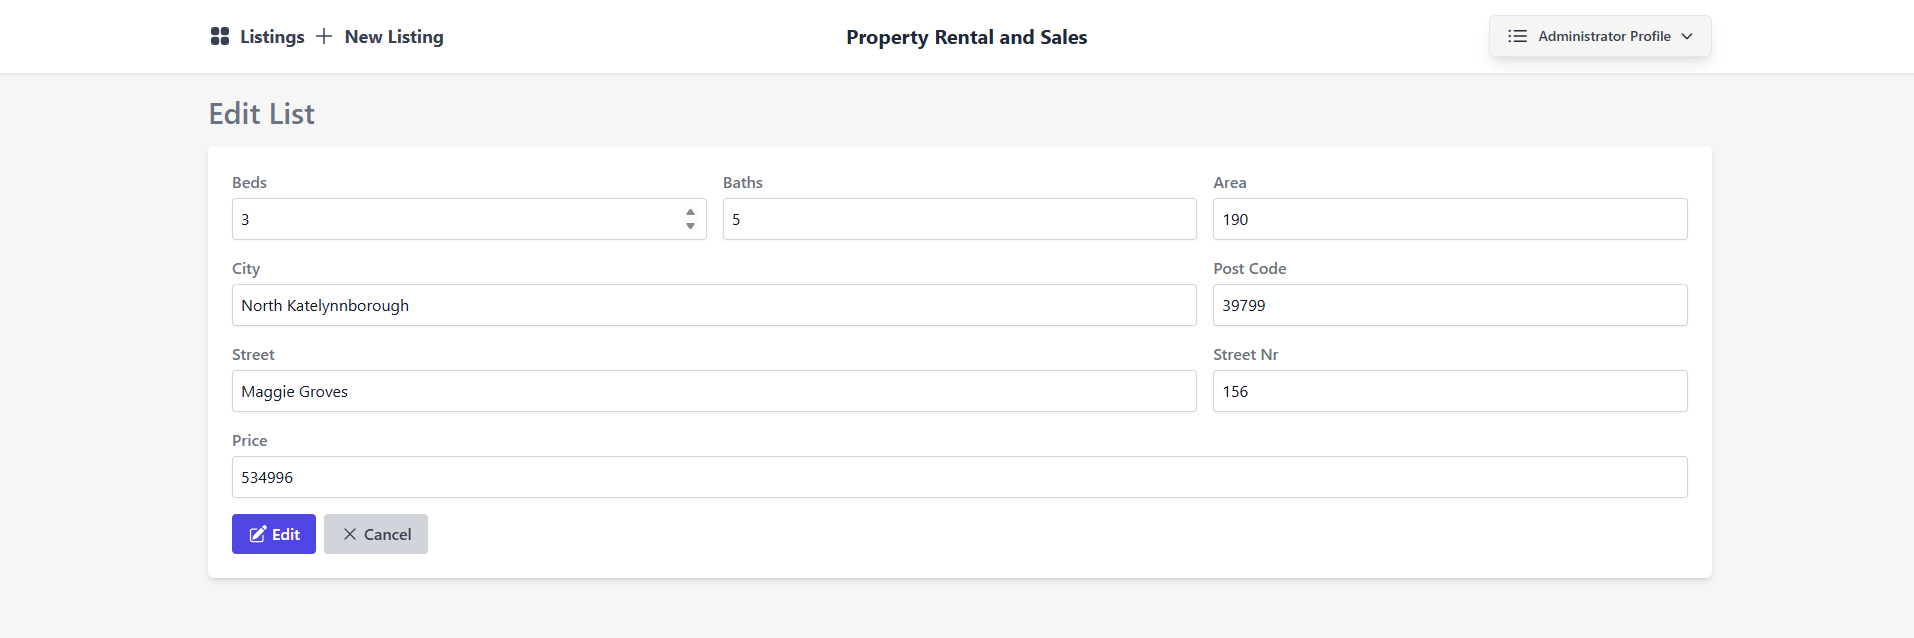 Listings New Listing Property Rental and Sales Administrator Profile
Edit List
Beds Baths Area
3 5 190
City Post Code
North Katelynnborough 39799
Street Street Nr
Maggie Groves 156
Price
534996
Edit Cancel